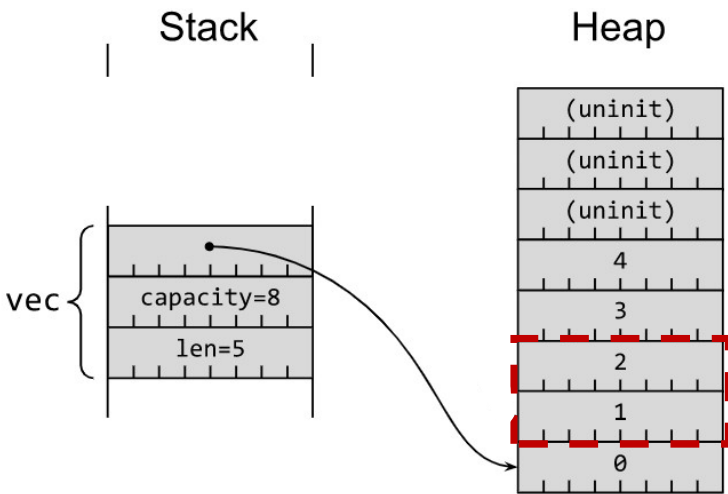 Stack
Heap
(uninit)
(uninit)
(uninit)
4
3
2
1
0
vec
capacity=8
len=5